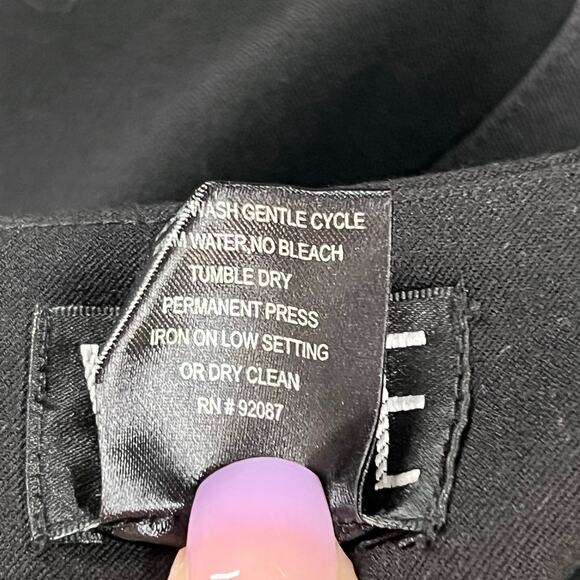 WASH GENTLE CYCLE
WATER, NO BLEACH
TUMBLE DRY
PERMANENT PRESS
IRON ON LOW SETTING
OR DRY CLEAN
RN # 92087